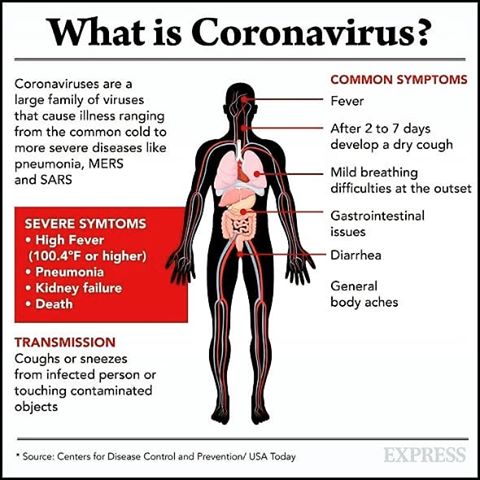 What is Coronavirus?
Coronaviruses are a
large family of viruses
that cause illness ranging
from the common cold to
more severe diseases like
pneumonia, MERS
and SARS
SEVERE SYMTOMS
• High Fever
(100.4°F or higher)
• Pneumonia
• Kidney failure
• Death
TRANSMISSION
Coughs or sneezes
from infected person or
touching contaminated
objects
COMMON SYMPTOMS
Fever
After 2 to 7 days
develop a dry cough
Mild breathing
difficulties at the outset
Gastrointestinal
issues
Diarrhea
General
body aches
* Source: Centers for Disease Control and Prevention/ USA Today
EXPRESS